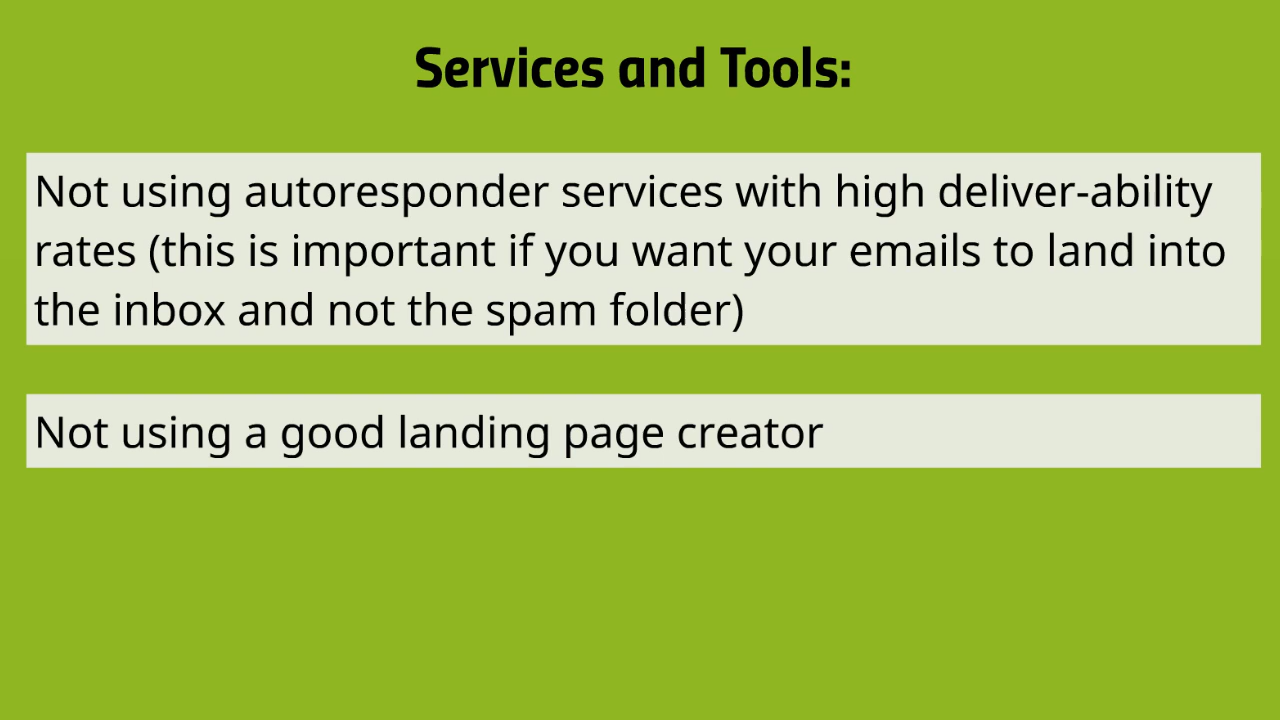 Services and Tools:
Not using autoresponder services with high deliver-ability
rates (this is important if you want your emails to land into
the inbox and not the spam folder)
Not using a good landing page creator